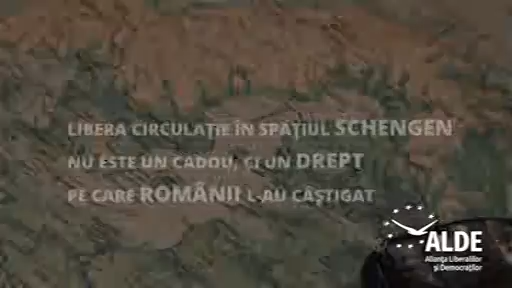 LIBERA CIRCULAȚIE ÎN SPAȚIUL SCHENGEN
NU ESTE UN CADOU, CI UN DREPT
PE CARE ROMÂNII L-AU CÂȘTIGAT
ALDE
Alianța Liberalilor
și Democraților